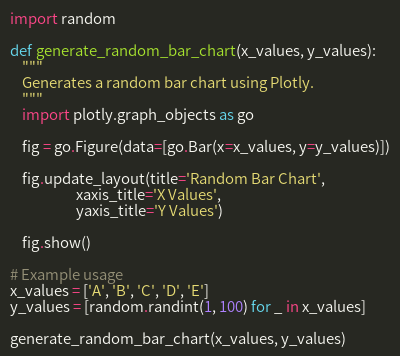 import random
def generate_random_bar_chart(x_values, y_values):
"""
Generates a random bar chart using Plotly.
"""
import plotly.graph_objects as go
fig = go.Figure(data=[go.Bar(x=x_values, y=y_values)])
fig.update_layout(title='Random Bar Chart',
xaxis_title='X Values',
yaxis_title='Y Values')
fig.show()
# Example usage
x_values = ['A', 'B', 'C', 'D', 'E']
y_values = [random.randint(1, 100) for _ in x_values]
generate_random_bar_chart(x_values, y_values)